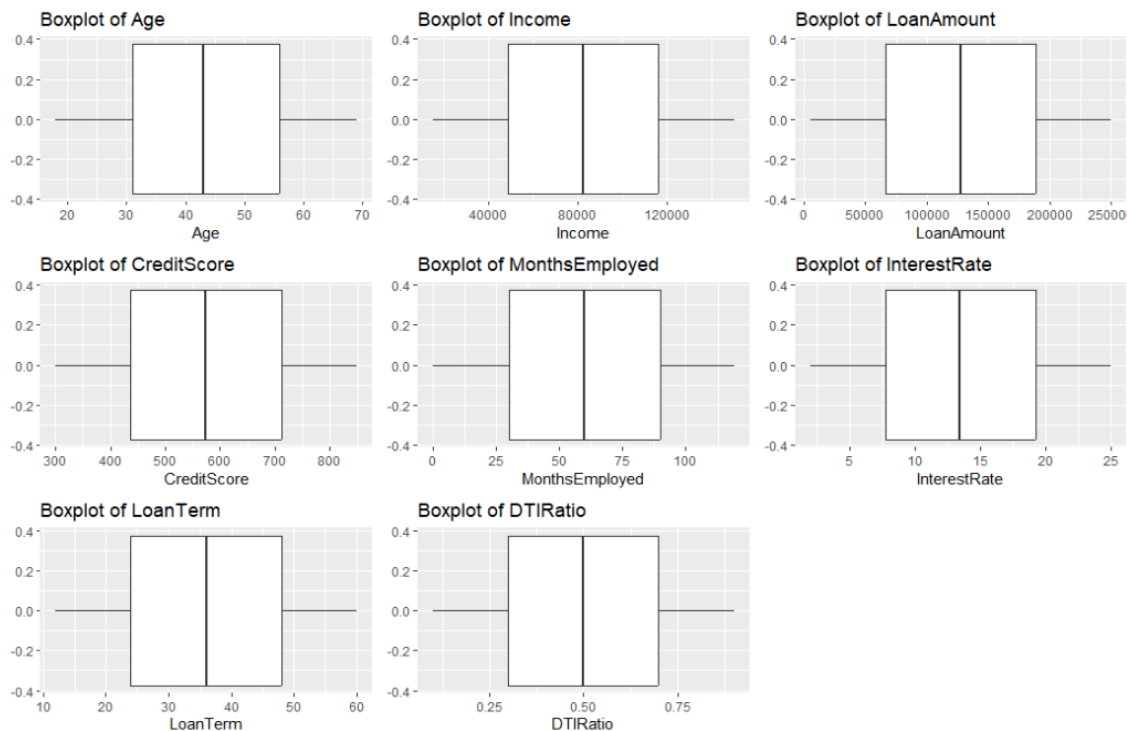 Boxplot of Age
0.4
0.2
0.0
-0.2
-0.4
20 30 40 50 60 70
Age
Boxplot of Income
0.4
0.2
0.0
-0.2
-0.4
40000 80000 120000
Income
Boxplot of LoanAmount
0.4
0.2
0.0
-0.2
-0.4
0 50000 100000 150000 200000 250000
LoanAmount
Boxplot of CreditScore
0.4
0.2
0.0
-0.2
-0.4
300 400 500 600 700 800
CreditScore
Boxplot of MonthsEmployed
0.4
0.2
0.0
-0.2
-0.4
0 25 50 75 100
MonthsEmployed
Boxplot of InterestRate
0.4
0.2
0.0
-0.2
-0.4
5 10 15 20 25
InterestRate
Boxplot of LoanTerm
0.4
0.2
0.0
-0.2
-0.4
10 20 30 40 50 60
LoanTerm
Boxplot of DTIRatio
0.4
0.2
0.0
-0.2
-0.4
0.25 0.50 0.75
DTIRatio